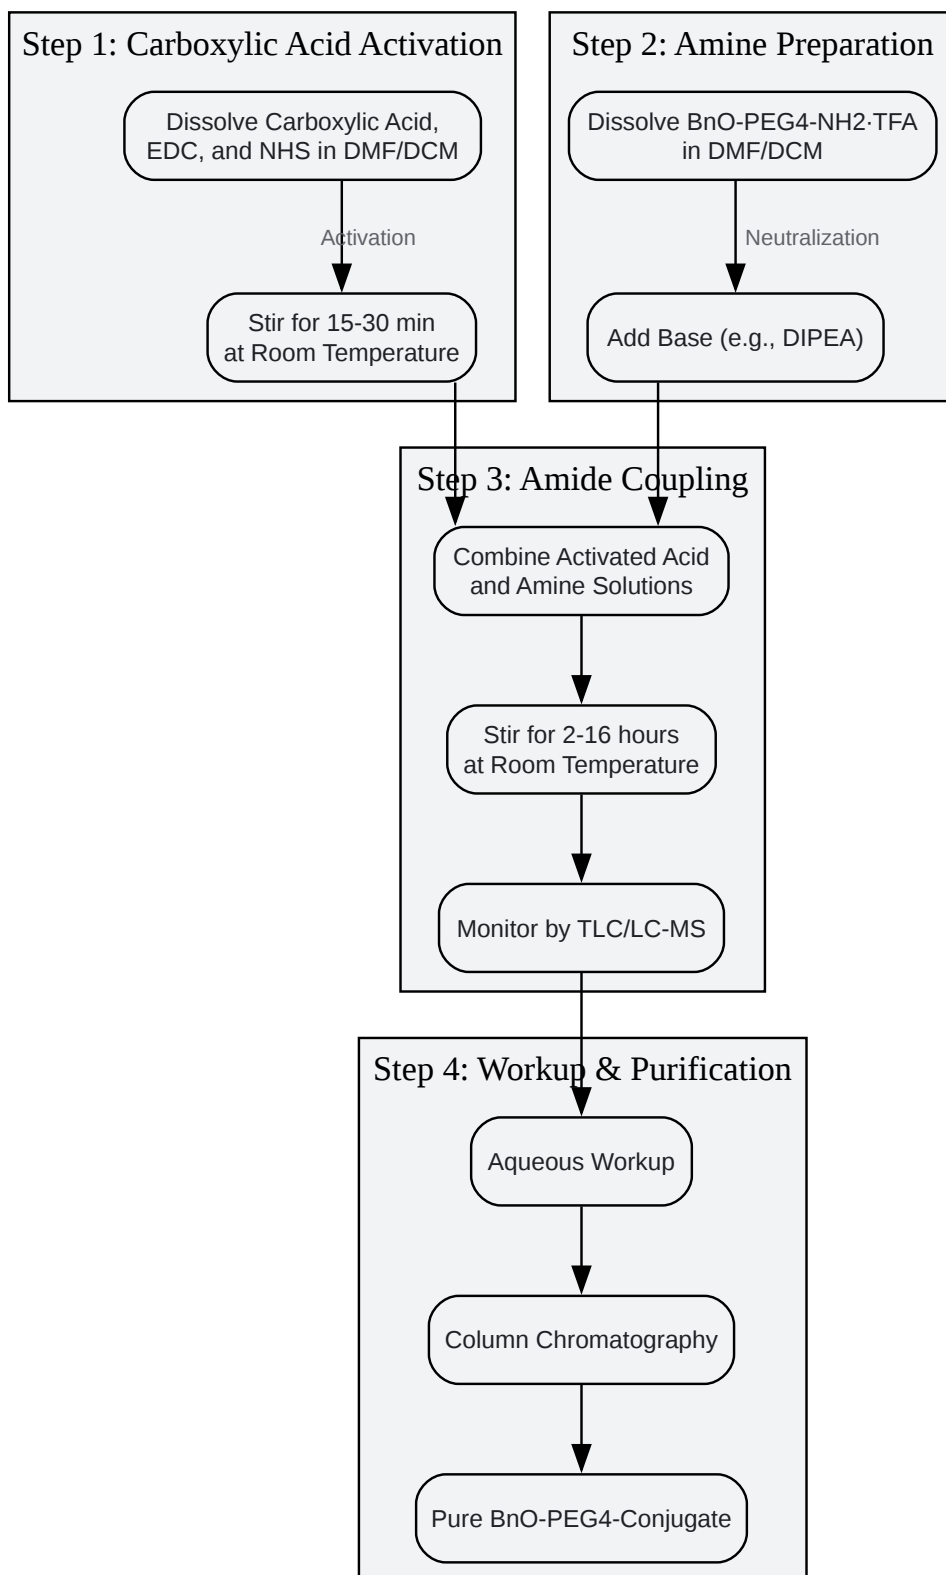 Step 1: Carboxylic Acid Activation
Dissolve Carboxylic Acid,
EDC, and NHS in DMF/DCM
Activation
Stir for 15-30 min
at Room Temperature
Step 2: Amine Preparation
Dissolve BnO-PEG4-NH2·TFA
in DMF/DCM
Neutralization
Add Base (e.g., DIPEA)
Step 3: Amide Coupling
Combine Activated Acid
and Amine Solutions
Stir for 2-16 hours
at Room Temperature
Monitor by TLC/LC-MS
Step 4: Workup & Purification
Aqueous Workup
Column Chromatography
Pure BnO-PEG4-Conjugate